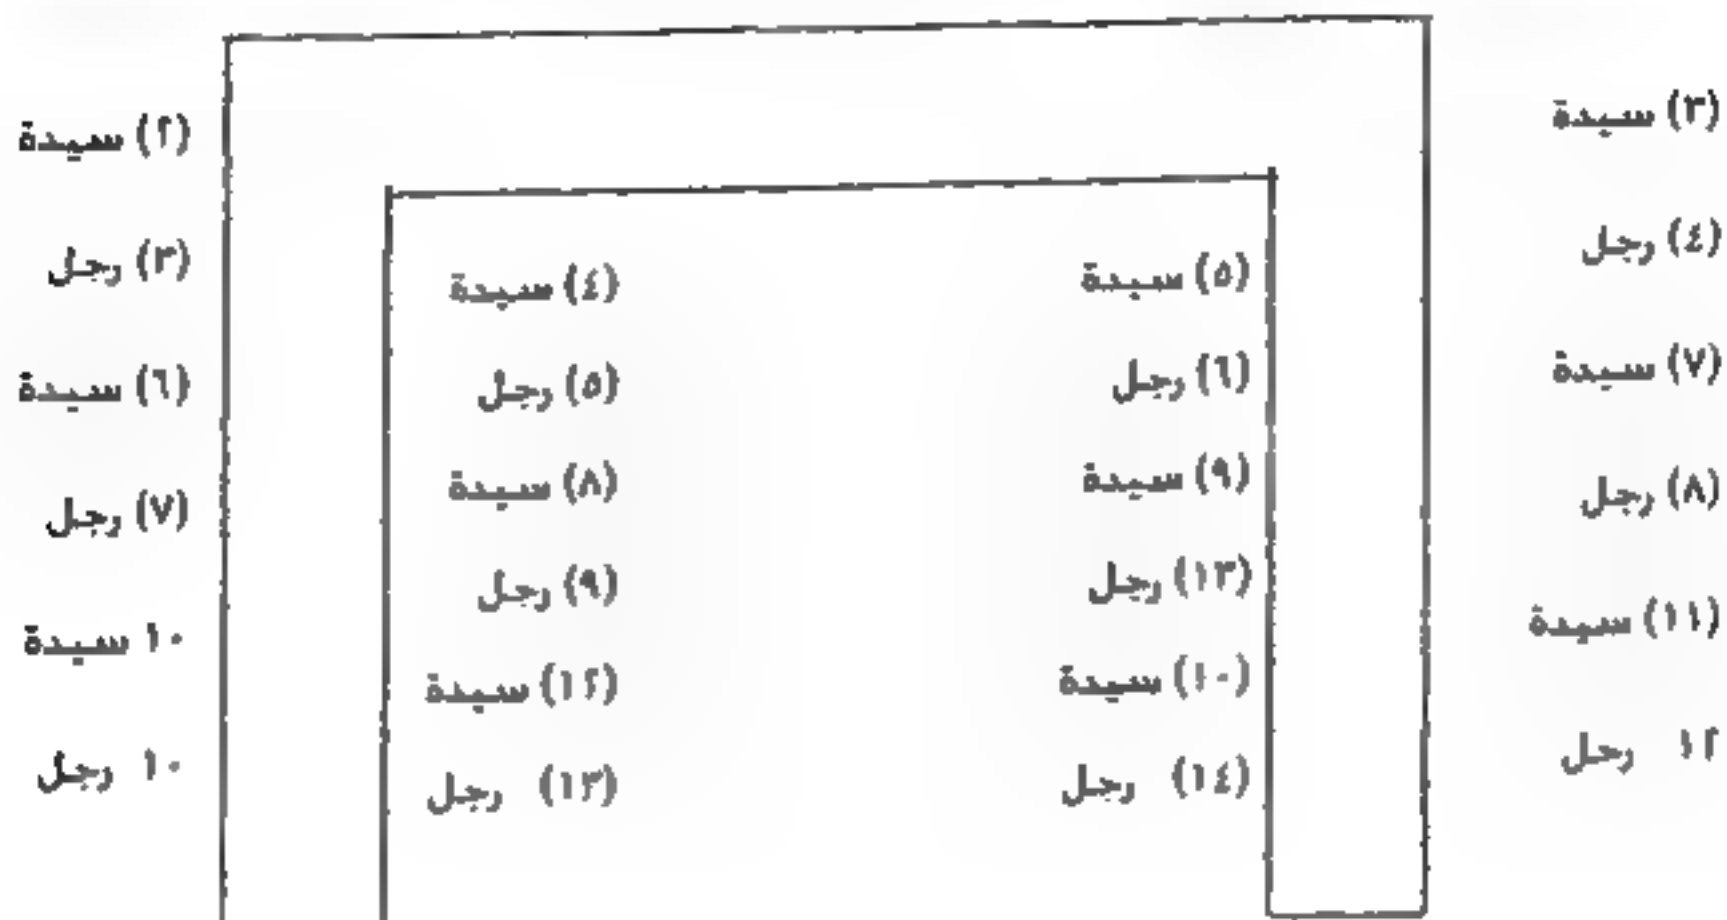 (٣) سيدة
(٤) رجل
(٧) سيدة
(٨) رجل
(١١) سيدة
١٢ رجل
(٥) سيدة
(٦) رجل
(٩) سيدة
(١٣) رجل
(١٠) سيدة
(١٤) رجل
(٤) سيدة
(٥) رجل
(٨) سيدة
(٩) رجل
(١٢) سيدة
(١٣) رجل
(٢) سيدة
(٣) رجل
(٦) سيدة
(٧) رجل
١٠ سيدة
١٠ رجل